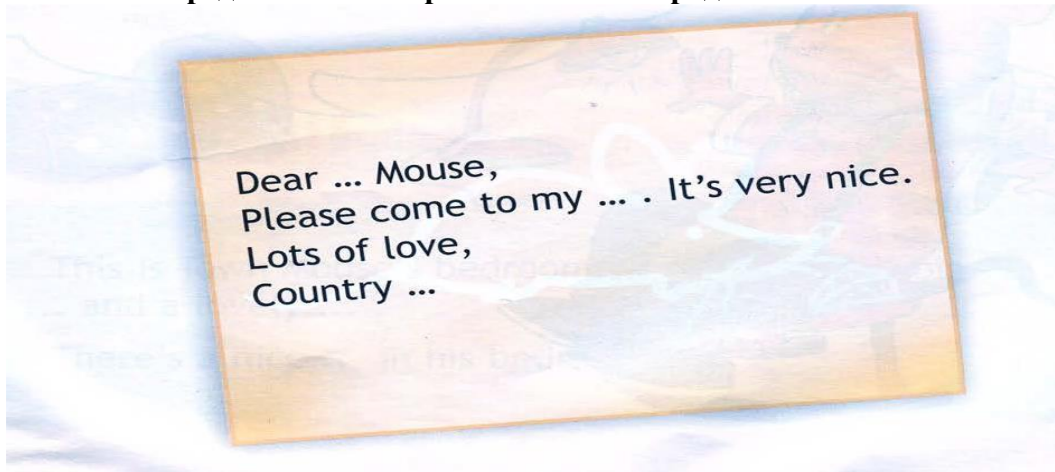 Dear ... Mouse,
Please come to my ... . It's very nice.
Lots of love,
Country ...